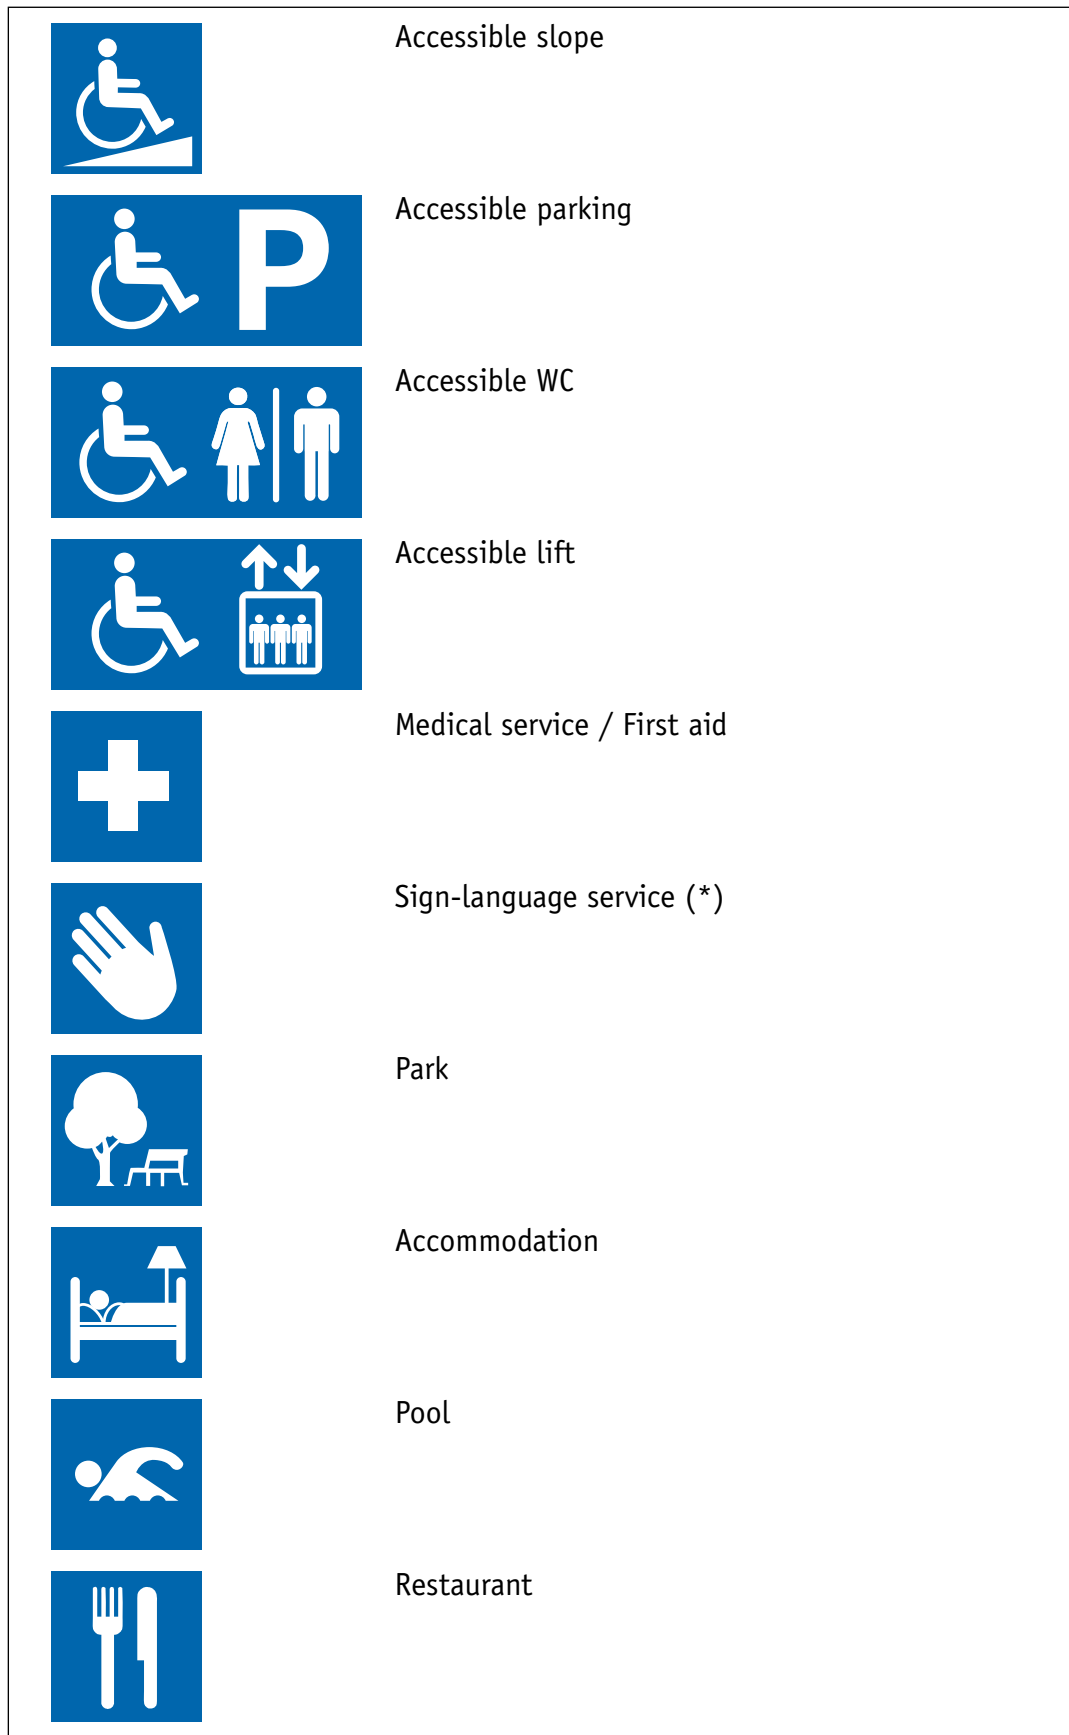 Accessible slope
P
Accessible parking
Accessible WC
Accessible lift
Medical service / First aid
Sign-language service (*)
Park
Accommodation
Pool
Restaurant